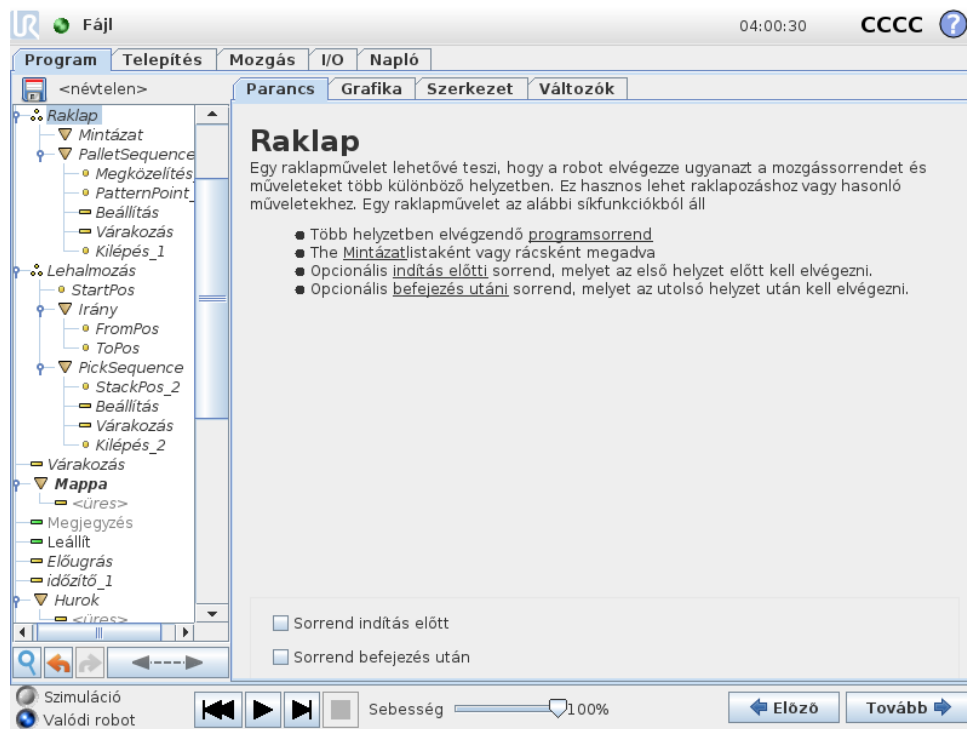 UR Fájl 04:00:30 CCCC ?
Program Telepítés Mozgás I/O Napló
<névtelen>
Parancs Grafika Szerkezet Változók
Raklap
Mintázat
PalletSequence
Megközelítés_
PatternPoint_
Beállítás
Várakozás
Kilépés_1
Lehalmozás
StartPos
Irány
FromPos
ToPos
PickSequence
StackPos_2
Beállítás
Várakozás
Kilépés_2
Várakozás
Mappa
<üres>
Megjegyzés
Leállít
Előugrás
időzítő_1
Hurok
<üres>
Raklap
Egy raklapművelet lehetővé teszi, hogy a robot elvégezze ugyanazt a mozgássorrendet és
műveleteket több különböző helyzetben. Ez hasznos lehet raklapozáshoz vagy hasonló
műveletekhez. Egy raklapművelet az alábbi síkfunkciókból áll
Több helyzetben elvégzendő programsorrend
The Mintázatlistaként vagy rácsként megadva
Opcionális indítás előtti sorrend, melyet az első helyzet előtt kell elvégezni.
Opcionális befejezés utáni sorrend, melyet az utolsó helyzet után kell elvégezni.
Sorrend indítás előtt
Sorrend befejezés után
Szimuláció
Valódi robot
Sebesség 100%
Előző
Tovább